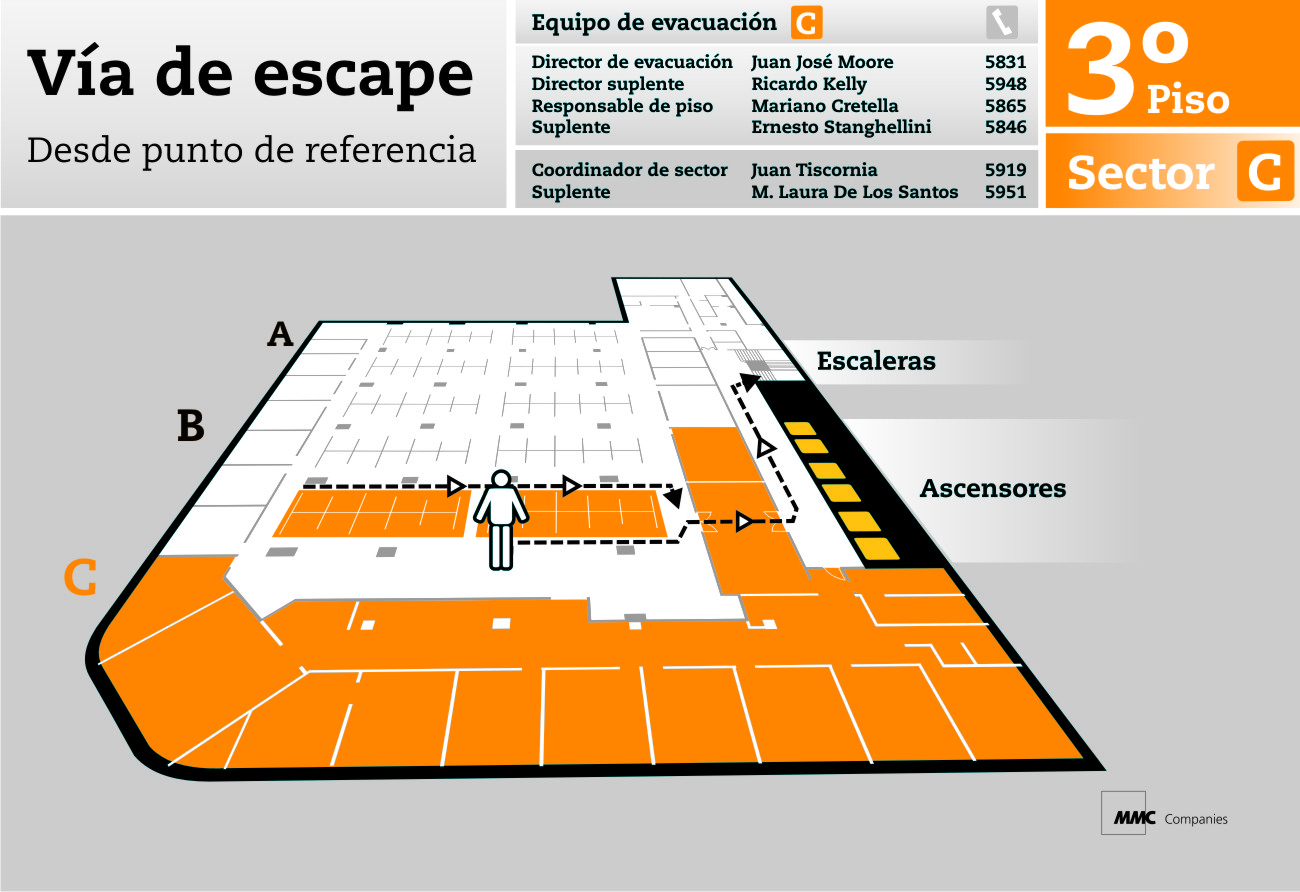 Vía de escape
Desde punto de referencia
Equipo de evacuación C
Director de evacuación Juan José Moore 5831
Director suplente Ricardo Kelly 5948
Responsable de piso Mariano Cretella 5865
Suplente Ernesto Stanghellini 5846
Coordinador de sector Juan Tiscornia 5919
Suplente M. Laura De Los Santos 5951
3º
Piso
Sector C
A
Escaleras
B
Ascensores
C
MMC Companies